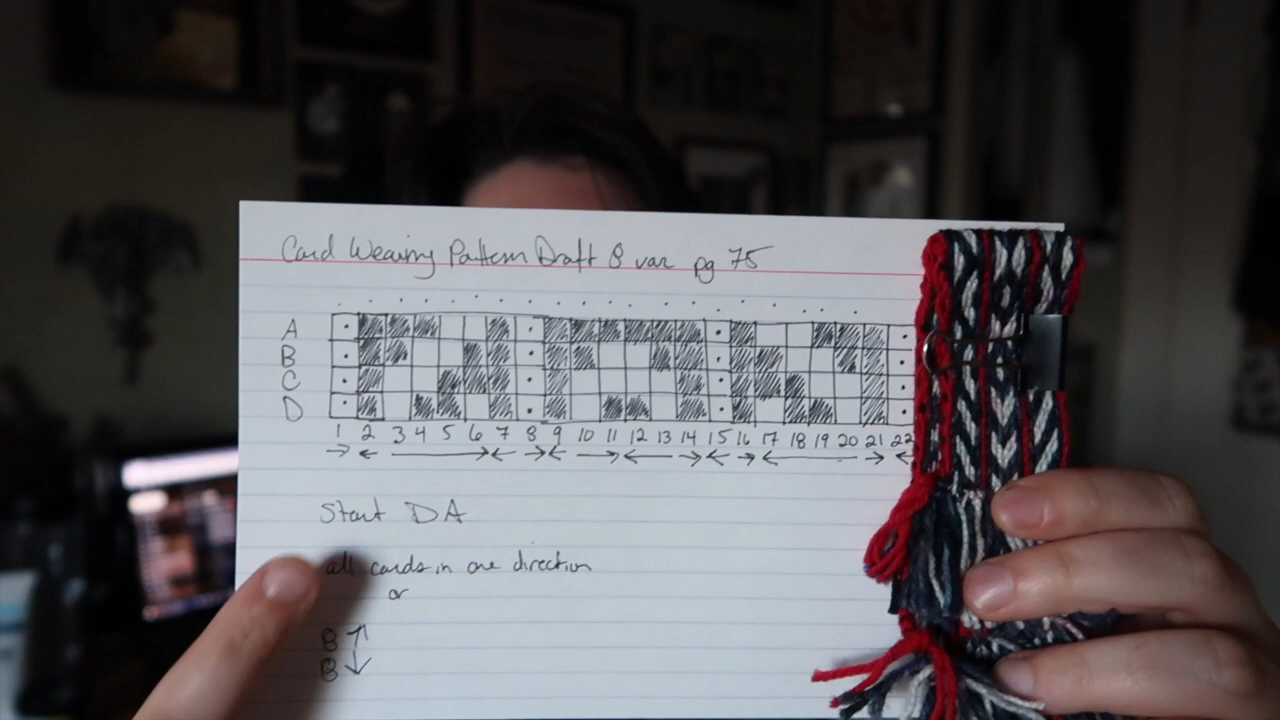 Card Weaving Pattern Draft 8 var pg 75
A
B
C
D
1 2 3 4 5 6 7 8 9 10 11 12 13 14 15 16 17 18 19 20 21 22
→ ← → ← → ← → ← → ← → ← → ←
Start DA
all cards in one direction
or
8 ↑
8 ↓